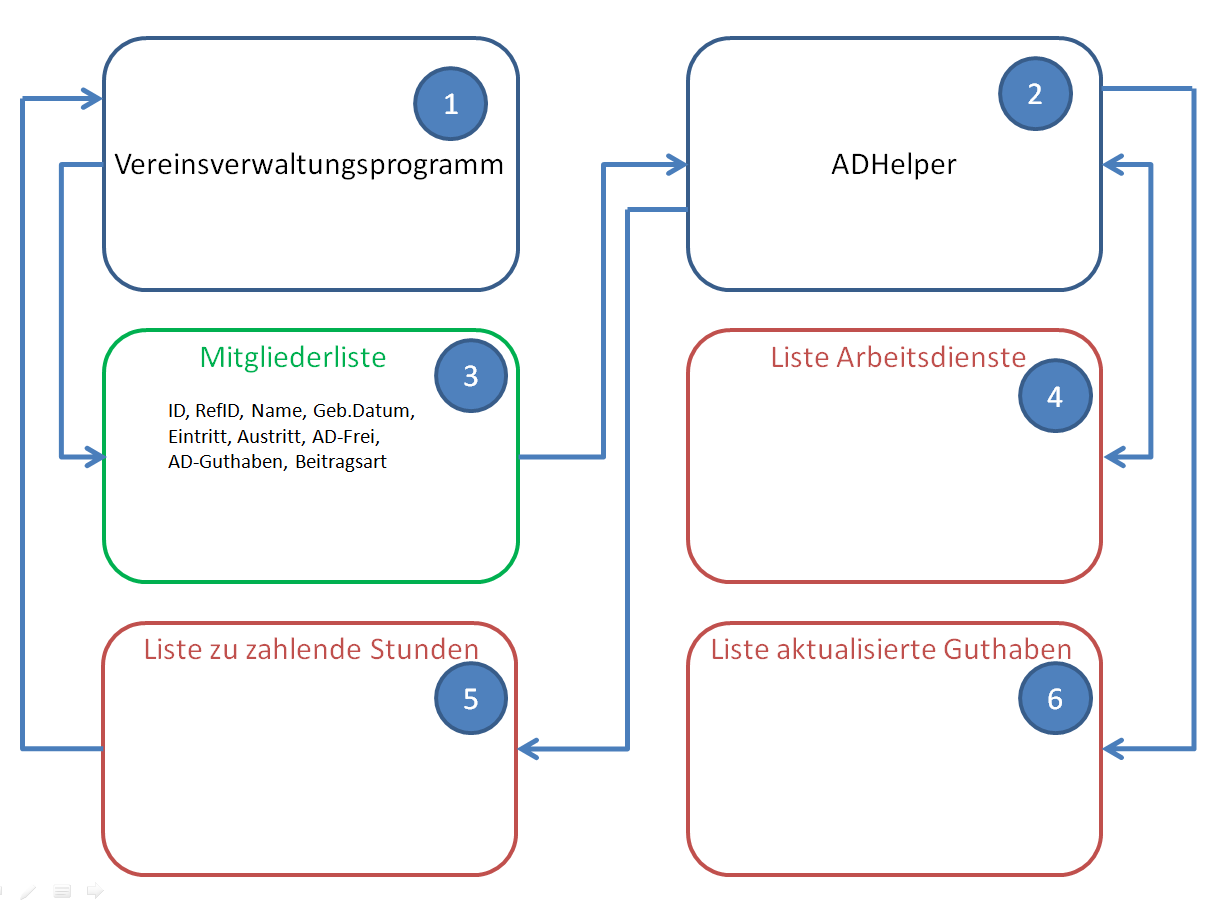 1
Vereinsverwaltungsprogramm
2
ADHelper
Mitgliederliste
3
ID, RefID, Name, Geb.Datum,
Eintritt, Austritt, AD-Frei,
AD-Guthaben, Beitragsart
Liste Arbeitsdienste
4
Liste zu zahlende Stunden
5
Liste aktualisierte Guthaben
6